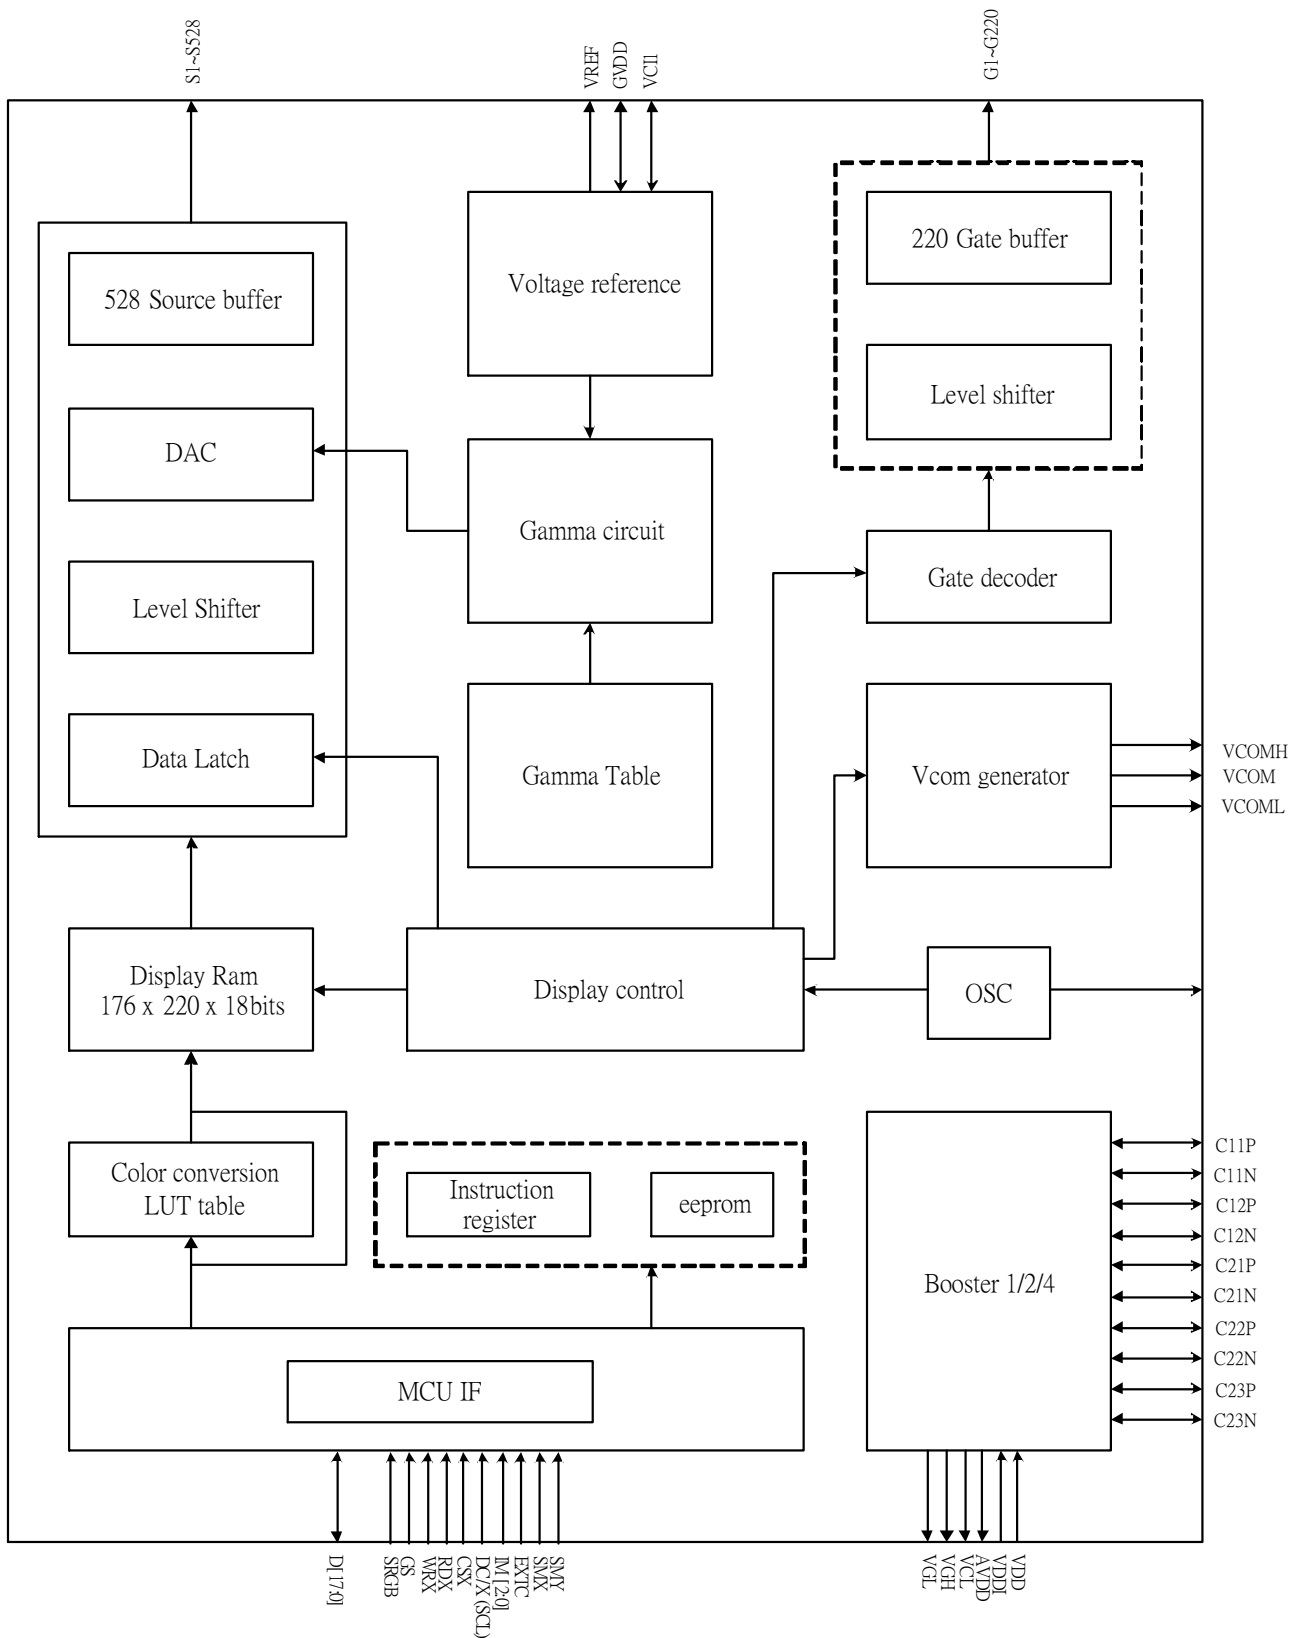 S1~S528
VREF
GVDD
VCI1
G1~G220
528 Source buffer
Voltage reference
220 Gate buffer
Level shifter
DAC
Gamma circuit
Gate decoder
Level Shifter
Data Latch
Gamma Table
Vcom generator
VCOMH
VCOM
VCOML
Display Ram
176 x 220 x 18bits
Display control
OSC
Color conversion
LUT table
Instruction
register
eeprom
Booster 1/2/4
C11P
C11N
C12P
C12N
C21P
C21N
C22P
C22N
C23P
C23N
MCU IF
D[17:0]
SRGB
GS
WRX
RDX
CSX
DC/X (SCL)
IM [2:0]
EXTC
SMX
SMY
VGL
VGH
VCL
AVDD
VDDI
VDD